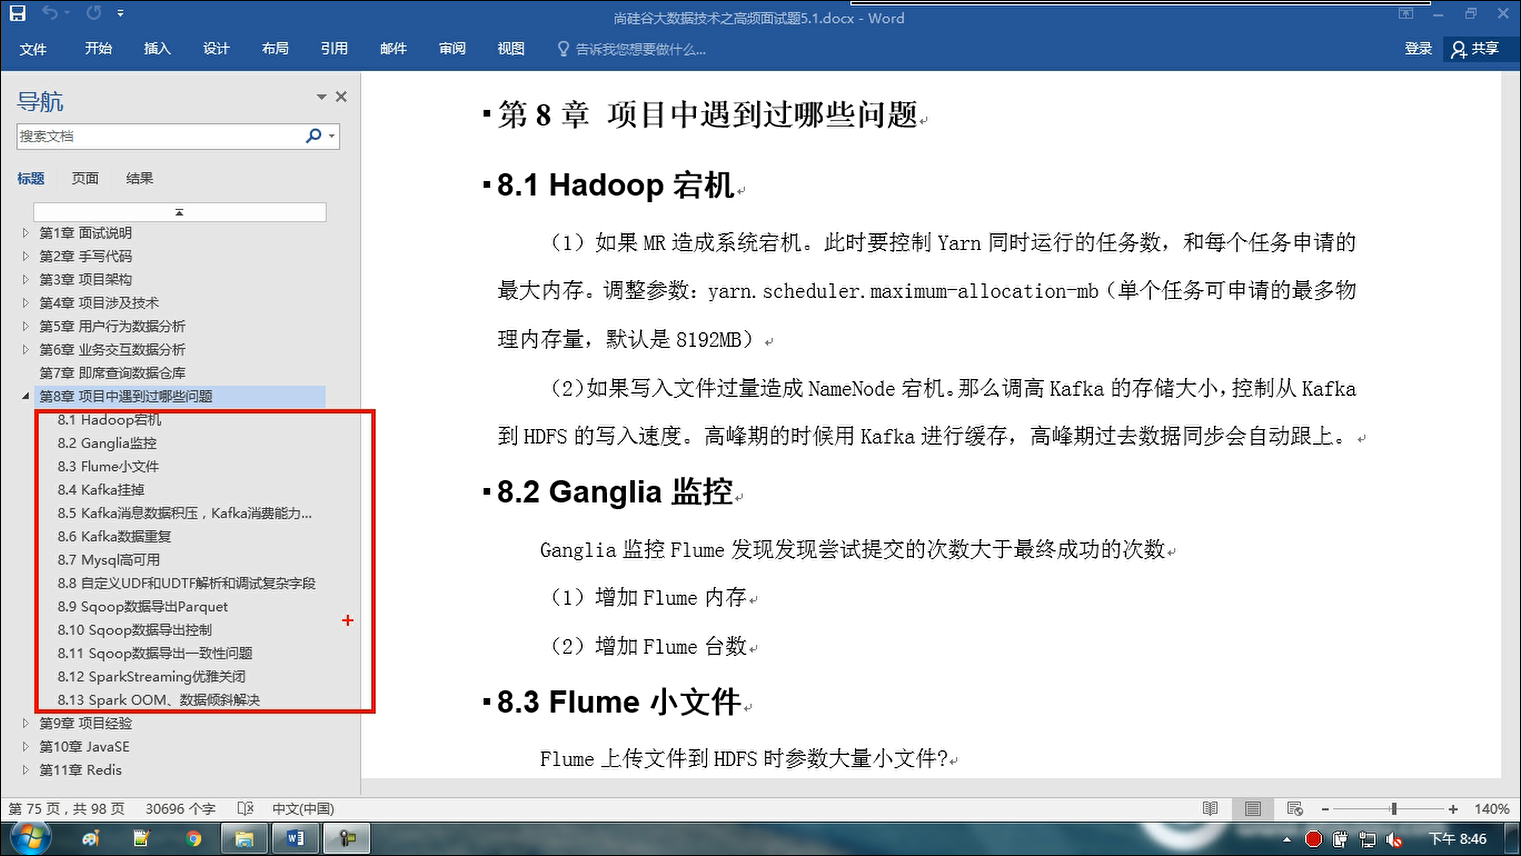 尚硅谷大数据技术之高频面试题5.1.docx - Word
文件 开始 插入 设计 布局 引用 邮件 审阅 视图 告诉我您想要做什么... 登录 共享
导航
搜索文档
标题 页面 结果
第1章 面试说明
第2章 手写代码
第3章 项目架构
第4章 项目涉及技术
第5章 用户行为数据分析
第6章 业务交互数据分析
第7章 即席查询数据仓库
第8章 项目中遇到过哪些问题
8.1 Hadoop宕机
8.2 Ganglia监控
8.3 Flume小文件
8.4 Kafka挂掉
8.5 Kafka消息数据积压，Kafka消费能力...
8.6 Kafka数据重复
8.7 Mysql高可用
8.8 自定义UDF和UDTF解析和调试复杂字段
8.9 Sqoop数据导出Parquet
8.10 Sqoop数据导出控制
8.11 Sqoop数据导出一致性问题
8.12 SparkStreaming优雅关闭
8.13 Spark OOM、数据倾斜解决
第9章 项目经验
第10章 JavaSE
第11章 Redis
第 8 章 项目中遇到过哪些问题
8.1 Hadoop 宕机
（1）如果 MR 造成系统宕机。此时要控制 Yarn 同时运行的任务数，和每个任务申请的
最大内存。调整参数：yarn.scheduler.maximum-allocation-mb（单个任务可申请的最多物
理内存量，默认是 8192MB）
（2）如果写入文件过量造成 NameNode 宕机。那么调高 Kafka 的存储大小，控制从 Kafka
到 HDFS 的写入速度。高峰期的时候用 Kafka 进行缓存，高峰期过去数据同步会自动跟上。
8.2 Ganglia 监控
Ganglia 监控 Flume 发现发现尝试提交的次数大于最终成功的次数
（1）增加 Flume 内存
（2）增加 Flume 台数
8.3 Flume 小文件
Flume 上传文件到 HDFS 时参数大量小文件?
第 75 页，共 98 页 30696 个字 中文(中国) 140%
下午 8:46